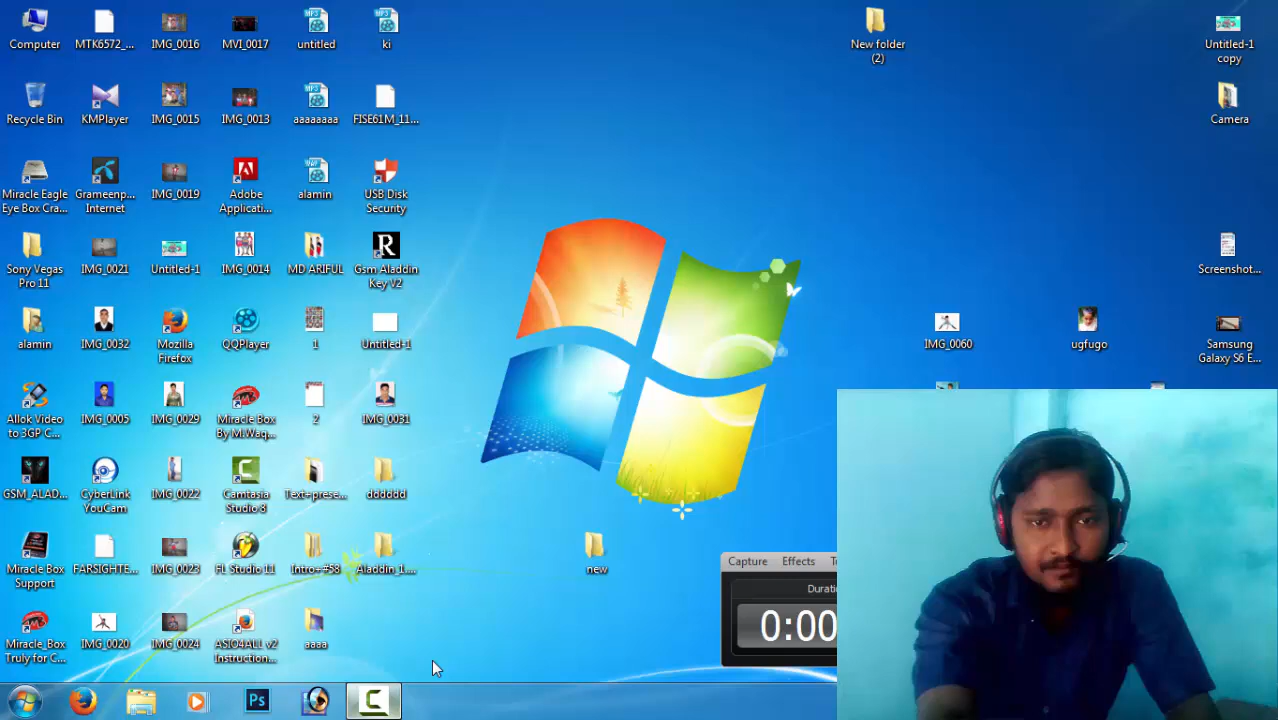 Computer
MTK6572_...
IMG_0016
MVI_0017
untitled
ki
New folder
(2)
Untitled-1
copy
Recycle Bin
KMPlayer
IMG_0015
IMG_0013
aaaaaaaa
FISE61M_11...
Camera
Miracle Eagle
Eye Box Cra...
Grameenp...
Internet
IMG_0019
Adobe
Applicati...
alamin
USB Disk
Security
Sony Vegas
Pro 11
IMG_0021
Untitled-1
IMG_0014
MD ARIFUL
Gsm Aladdin
Key V2
Screenshot...
alamin
IMG_0032
Mozilla
Firefox
QQPlayer
1
Untitled-1
IMG_0060
ugfugo
Samsung
Galaxy S6 E...
Allok Video
to 3GP C...
IMG_0005
IMG_0029
Miracle Box
By M.Waq...
2
IMG_0031
GSM_ALAD...
CyberLink
YouCam
IMG_0022
Camtasia
Studio 8
Text+prese...
dddddd
Miracle Box
Support
FARSIGHTE...
IMG_0023
FL Studio 11
Intro+#58
Aladdin_1....
new
Capture
Effects
Duratio
0:00
Miracle_Box
Truly for C...
IMG_0020
IMG_0024
ASIO4ALL v2
Instruction...
aaaa
Ps